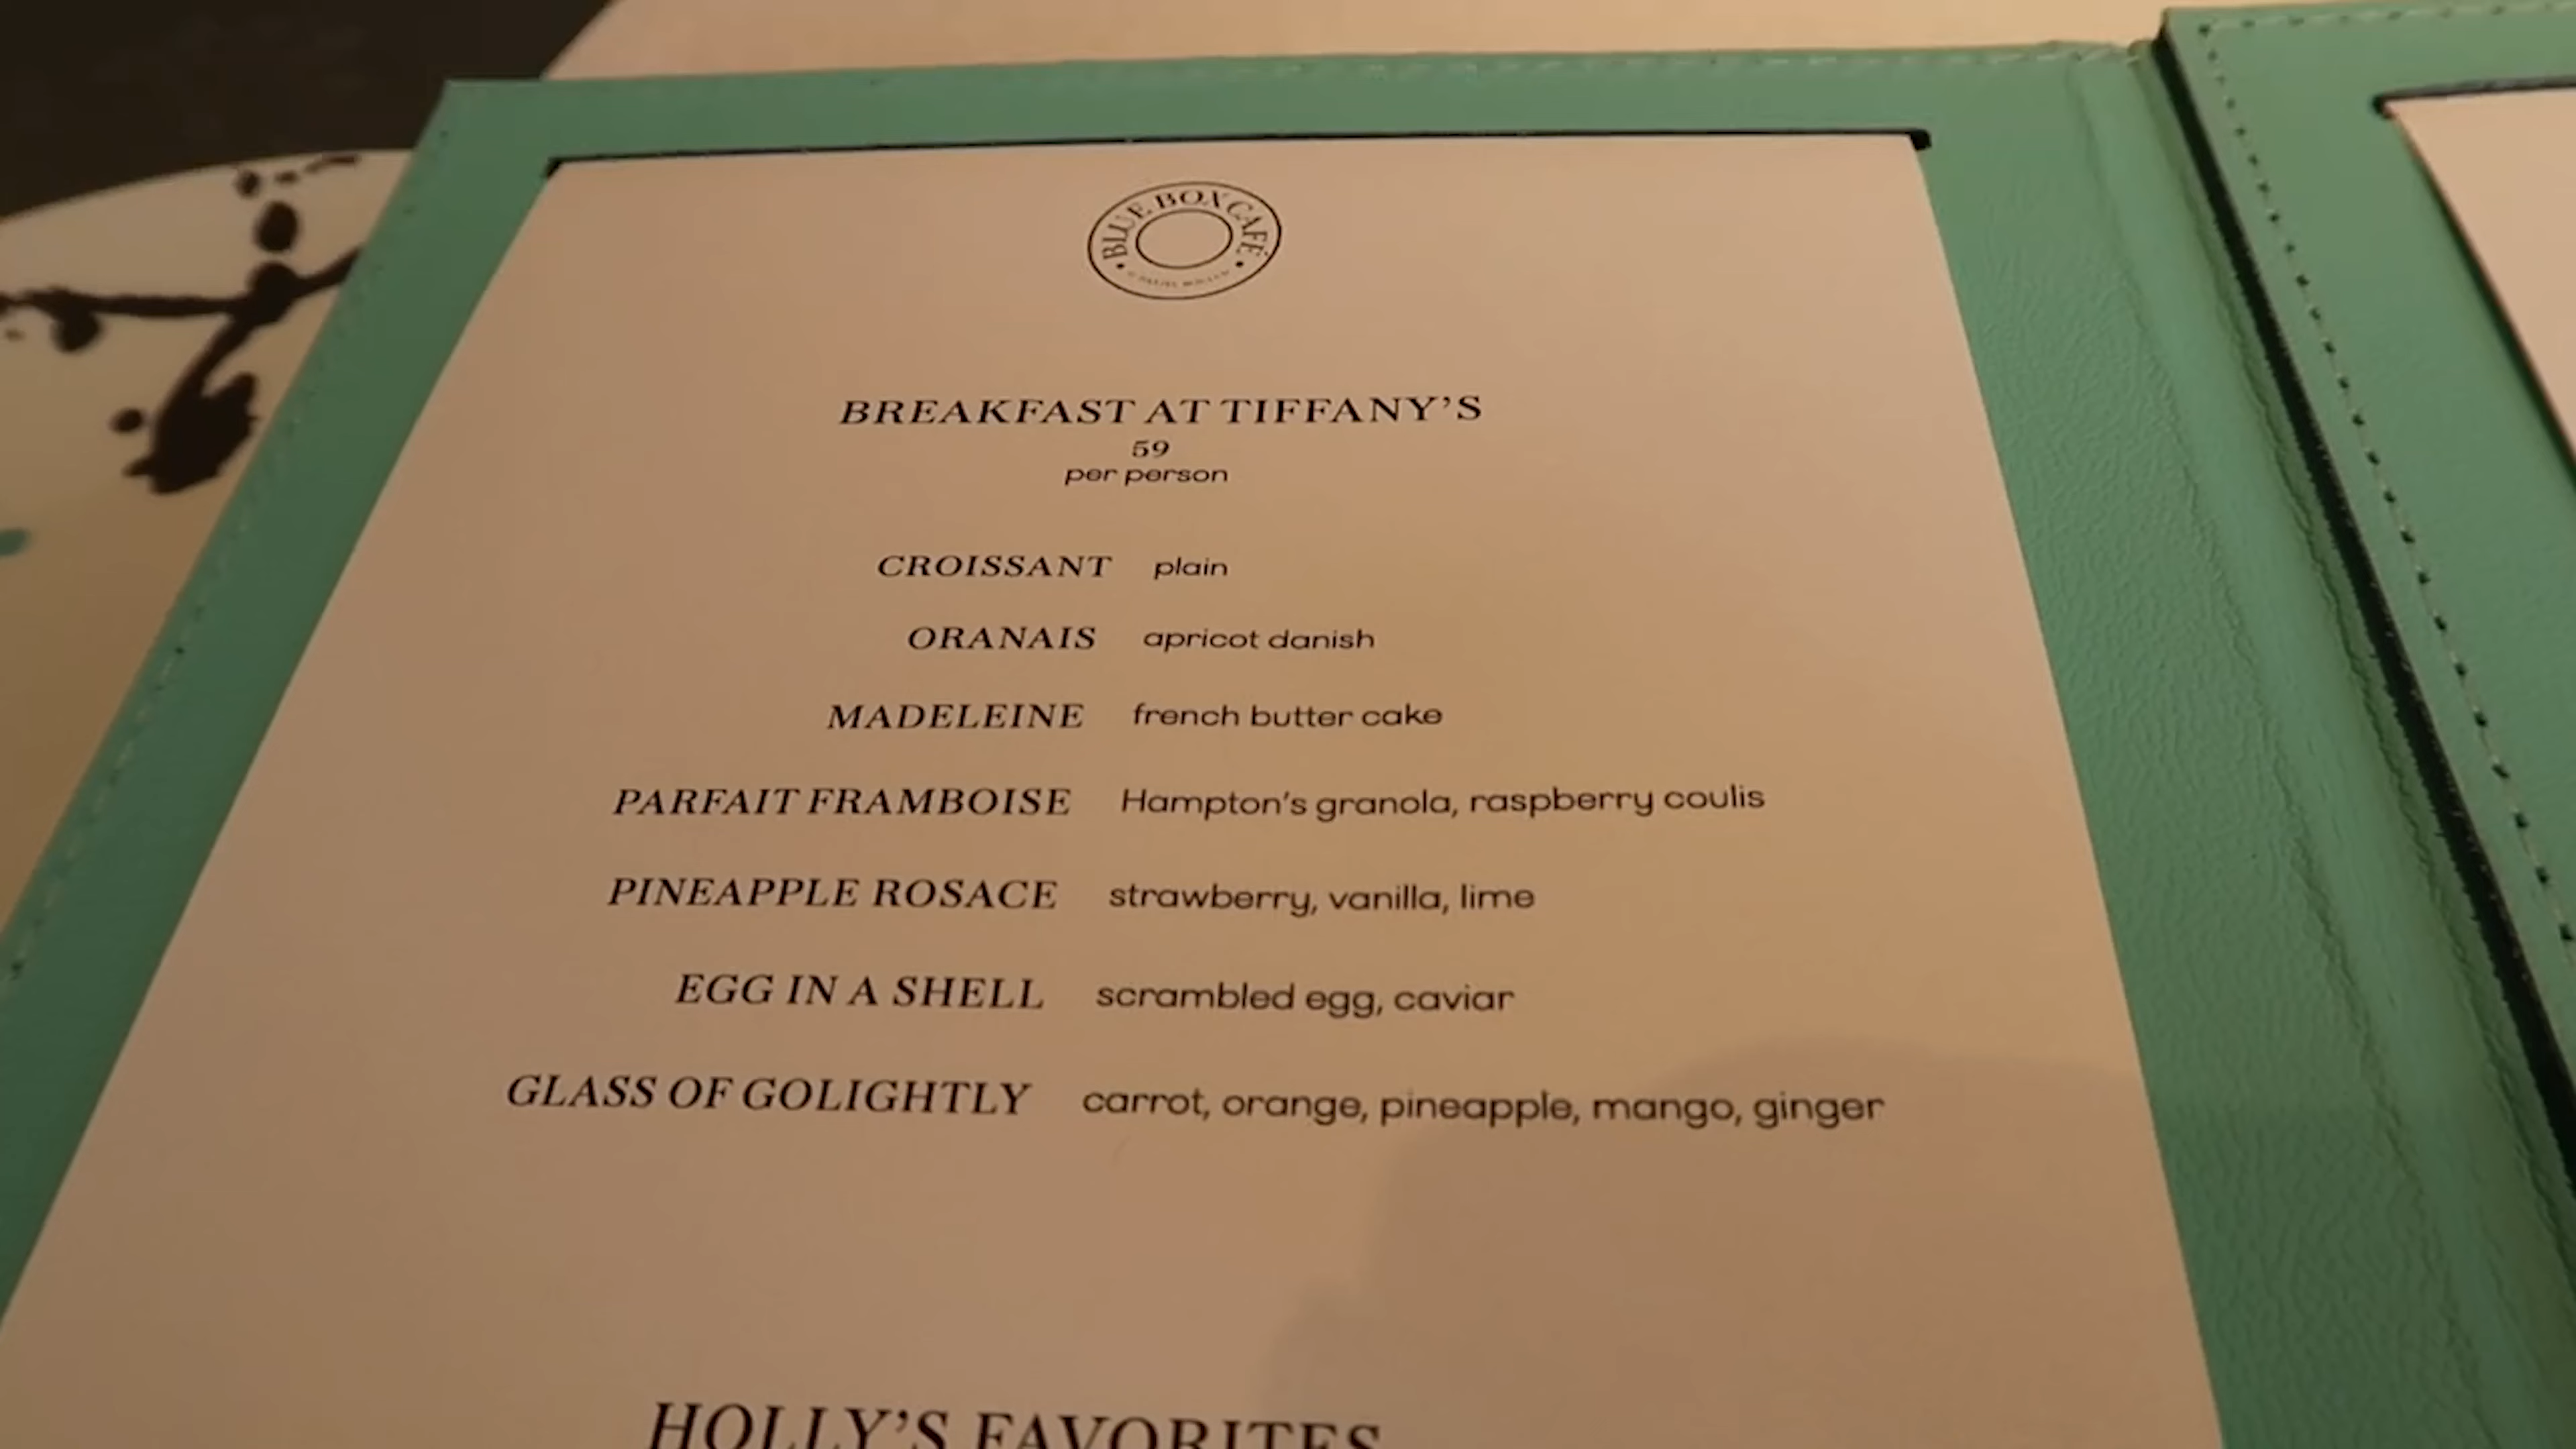 BLUE BOX CAFÉ
BREAKFAST AT TIFFANY'S
59
per person
CROISSANT plain
ORANAIS apricot danish
MADELEINE french butter cake
PARFAIT FRAMBOISE Hampton's granola, raspberry coulis
PINEAPPLE ROSACE strawberry, vanilla, lime
EGG IN A SHELL scrambled egg, caviar
GLASS OF GOLIGHTLY carrot, orange, pineapple, mango, ginger
HOLLY'S FAVORITES